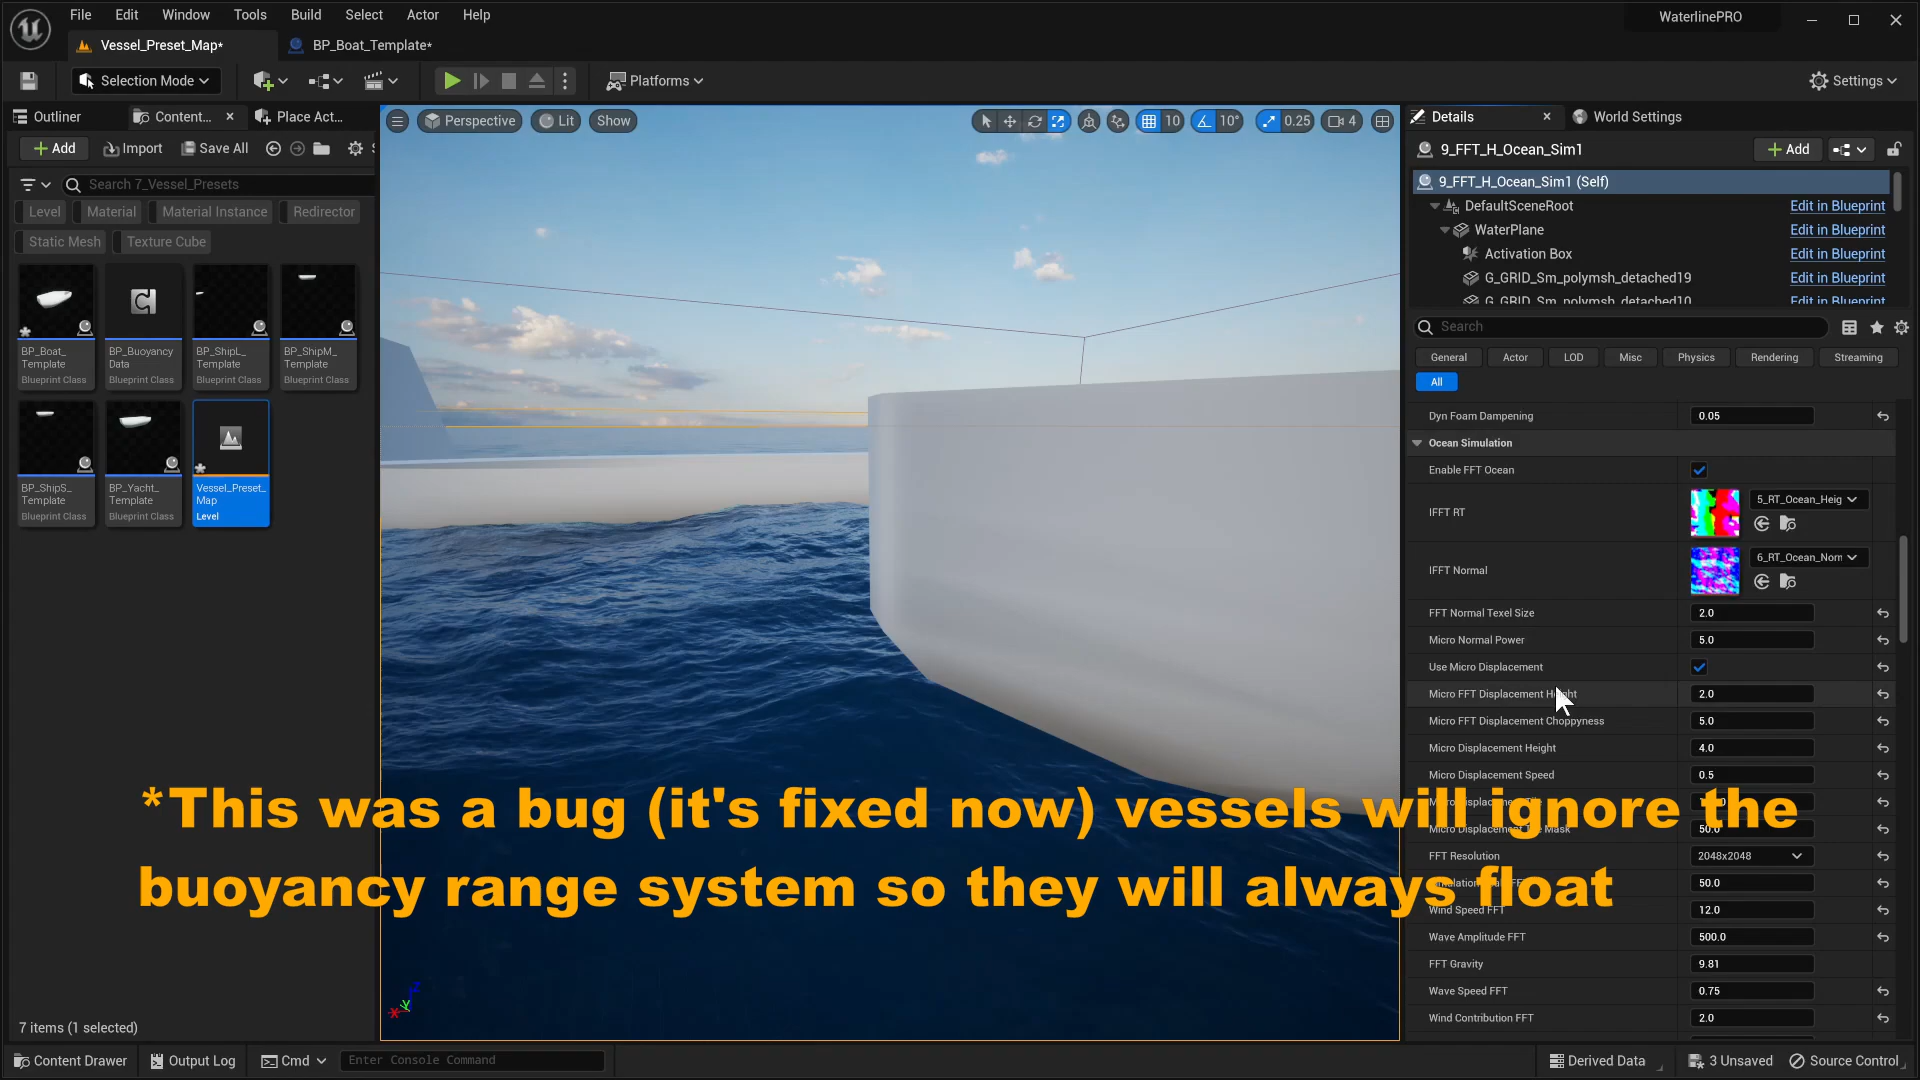 File Edit Window Tools Build Select Actor Help
WaterlinePRO
Vessel_Preset_Map*
BP_Boat_Template*
Selection Mode
Platforms
Settings
Outliner
Content...
Place Act...
Add
Import
Save All
Search 7_Vessel_Presets
Level
Material
Material Instance
Redirector
Static Mesh
Texture Cube
BP_Boat_
Template
Blueprint Class
BP_Buoyancy
Data
Blueprint Class
BP_ShipL_
Template
Blueprint Class
BP_ShipM_
Template
Blueprint Class
BP_ShipS_
Template
Blueprint Class
BP_Yacht_
Template
Blueprint Class
Vessel_Preset_
Map
Level
7 items (1 selected)
Perspective
Lit
Show
10
10°
0.25
4
*This was a bug (it's fixed now) vessels will ignore the
buoyancy range system so they will always float
Details
World Settings
9_FFT_H_Ocean_Sim1
Add
9_FFT_H_Ocean_Sim1 (Self)
DefaultSceneRoot Edit in Blueprint
WaterPlane Edit in Blueprint
Activation Box Edit in Blueprint
G_GRID_Sm_polymsh_detached19 Edit in Blueprint
G_GRID_Sm_polymsh_detached10 Edit in Blueprint
Search
General Actor LOD Misc Physics Rendering Streaming
All
Dyn Foam Dampening 0.05
Ocean Simulation
Enable FFT Ocean
IFFT RT 5_RT_Ocean_Heig
IFFT Normal 6_RT_Ocean_Norm
FFT Normal Texel Size 2.0
Micro Normal Power 5.0
Use Micro Displacement
Micro FFT Displacement Height 2.0
Micro FFT Displacement Choppyness 5.0
Micro Displacement Height 4.0
Micro Displacement Speed 0.5
Mask 50.0
FFT Resolution 2048x2048
50.0
Wind Speed FFT 12.0
Wave Amplitude FFT 500.0
FFT Gravity 9.81
Wave Speed FFT 0.75
Wind Contribution FFT 2.0
Content Drawer
Output Log
Cmd
Enter Console Command
Derived Data
3 Unsaved
Source Control